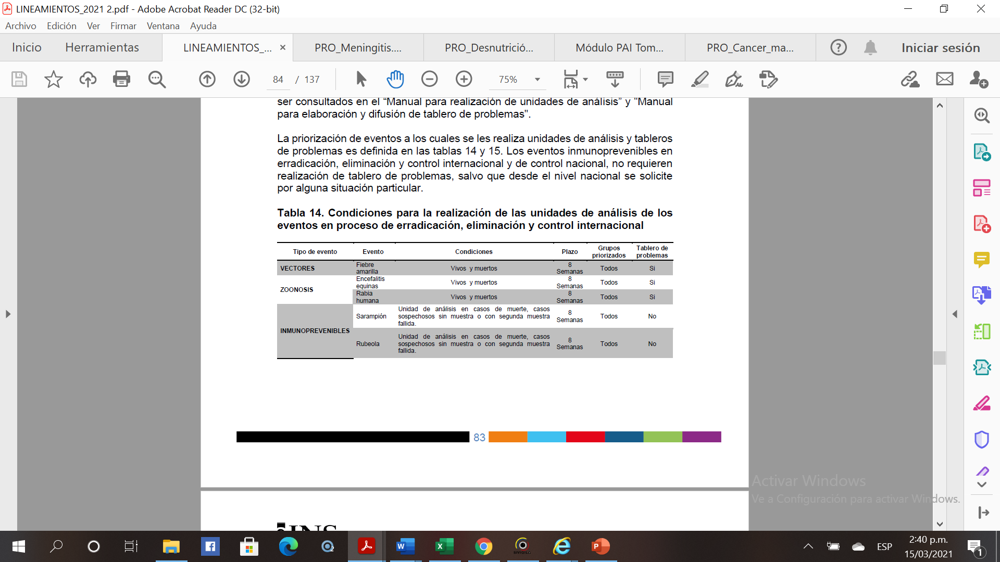 LINEAMIENTOS_2021 2.pdf - Adobe Acrobat Reader DC (32-bit)
Archivo Edición Ver Firmar Ventana Ayuda
Inicio Herramientas LINEAMIENTOS_... × PRO_Meningitis.... PRO_Desnutrició... Módulo PAI Tom... PRO_Cancer_ma... Iniciar sesión
84 / 137 75%
ser consultados en el “Manual para realización de unidades de análisis” y "Manual
para elaboración y difusión de tablero de problemas".
La priorización de eventos a los cuales se les realiza unidades de análisis y tableros
de problemas es definida en las tablas 14 y 15. Los eventos inmunoprevenibles en
erradicación, eliminación y control internacional y de control nacional, no requieren
realización de tablero de problemas, salvo que desde el nivel nacional se solicite
por alguna situación particular.
Tabla 14. Condiciones para la realización de las unidades de análisis de los
eventos en proceso de erradicación, eliminación y control internacional
Tipo de evento Evento Condiciones Plazo Grupos priorizados Tablero de problemas
VECTORES Fiebre amarilla Vivos y muertos 8 Semanas Todos Si
ZOONOSIS Encefalitis equinas Vivos y muertos 8 Semanas Todos Si
Rabia humana Vivos y muertos 8 Semanas Todos Si
INMUNOPREVENIBLES
Sarampión Unidad de análisis en casos de muerte, casos
sospechosos sin muestra o con segunda muestra
fallida. 8 Semanas Todos No
Rubeola Unidad de análisis en casos de muerte, casos
sospechosos sin muestra o con segunda muestra
fallida. 8 Semanas Todos No
83
Activar Windows
Ve a Configuración para activar Windows.
INS
SIVIGILA
ESP
2:40 p.m.
15/03/2021
1